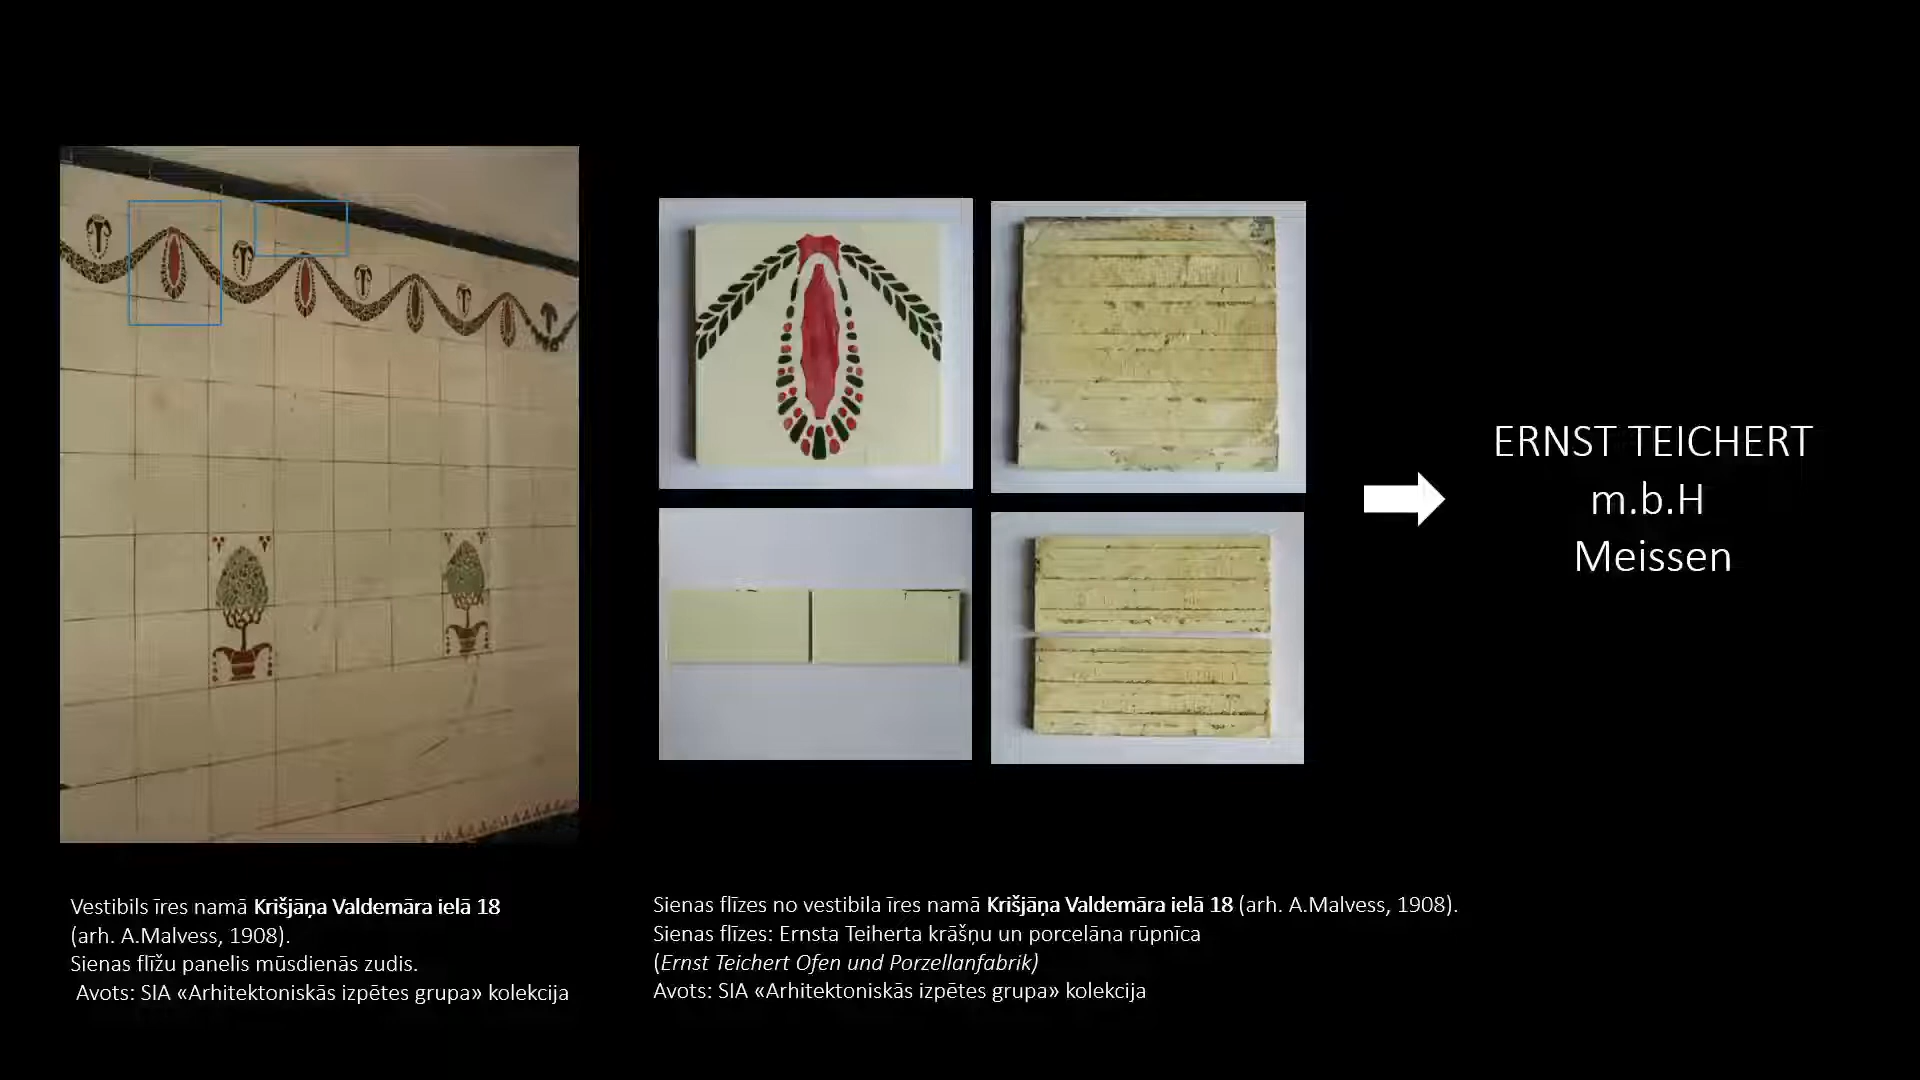 ERNST TEICHERT
m.b.H
Meissen
Vestibils īres namā Krišjāņa Valdemāra ielā 18
(arh. A.Malvess, 1908).
Sienas flīžu panelis mūsdienās zudis.
Avots: SIA «Arhitektoniskās izpētes grupa» kolekcija
Sienas flīzes no vestibila īres namā Krišjāņa Valdemāra ielā 18 (arh. A.Malvess, 1908).
Sienas flīzes: Ernsta Teiherta krāšņu un porcelāna rūpnīca
(Ernst Teichert Ofen und Porzellanfabrik)
Avots: SIA «Arhitektoniskās izpētes grupa» kolekcija